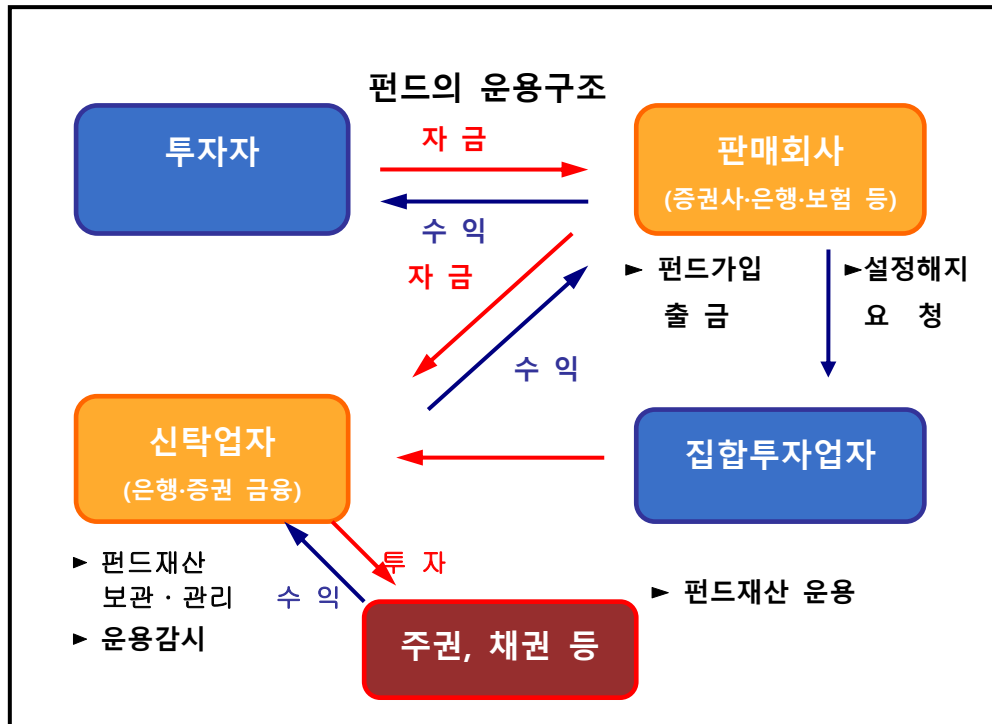 펀드의 운용구조
투자자
자 금
수 익
판매회사
(증권사·은행·보험 등)
자금
수 익
► 펀드가입
출 금
►설정해지
요 청
신탁업자
(은행·증권 금융)
집합투자업자
► 펀드재산
보관 · 관리
► 운용감시
투 자
수 익
주권, 채권 등
► 펀드재산 운용